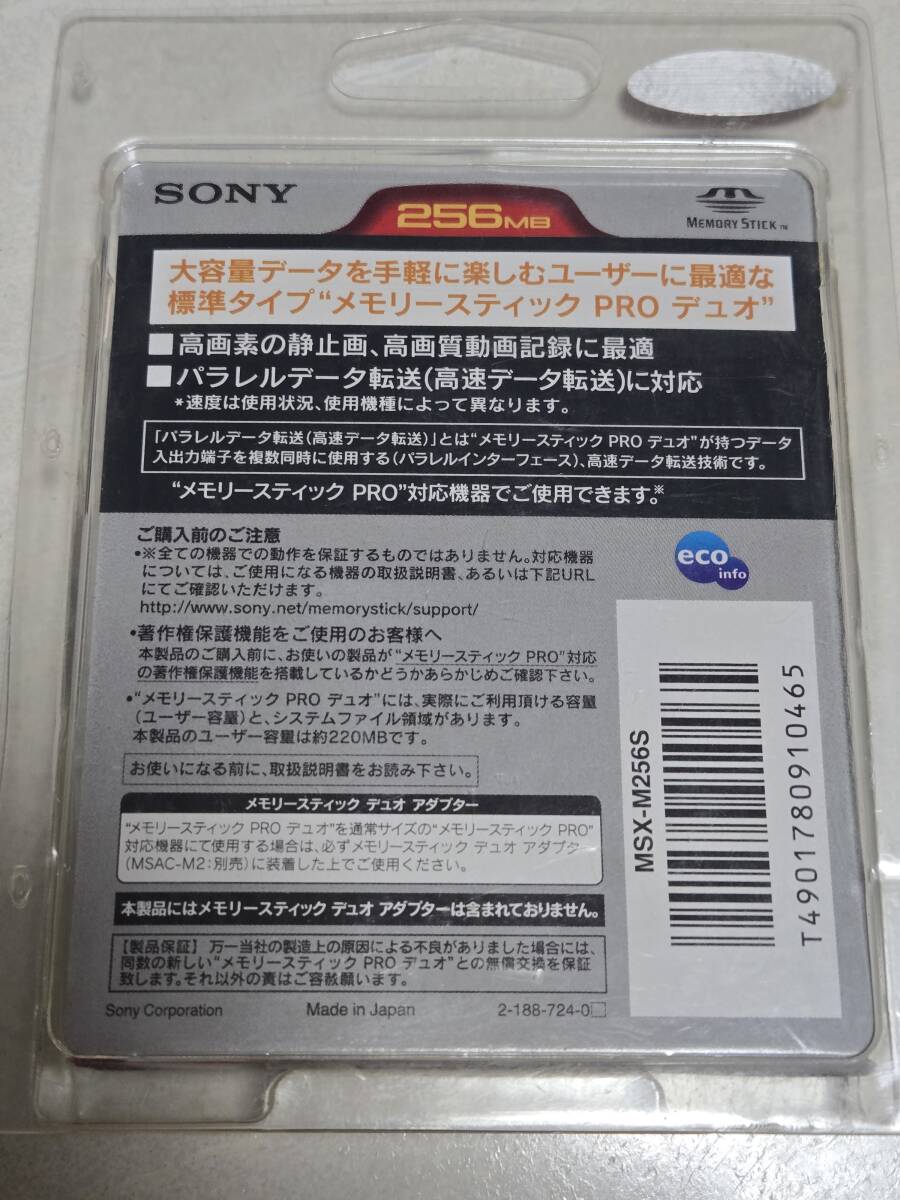 SONY
256MB
MEMORY STICK TM
大容量データを手軽に楽しむユーザーに最適な
標準タイプ“メモリースティック PRO デュオ”
■高画素の静止画、高画質動画記録に最適
■パラレルデータ転送(高速データ転送)に対応
*速度は使用状況、使用機種によって異なります。
「パラレルデータ転送(高速データ転送)」とは“メモリースティック PRO デュオ”が持つデータ
入出力端子を複数同時に使用する(パラレルインターフェース)、高速データ転送技術です。
“メモリースティック PRO”対応機器でご使用できます。※
ご購入前のご注意
•※全ての機器での動作を保証するものではありません。対応機器
については、ご使用になる機器の取扱説明書、あるいは下記URL
にてご確認いただけます。
http://www.sony.net/memorystick/support/
•著作権保護機能をご使用のお客様へ
本製品のご購入前に、お使いの製品が“メモリースティック PRO”対応
の著作権保護機能を搭載しているかどうかあらかじめご確認下さい。
•“メモリースティック PRO デュオ”には、実際にご利用頂ける容量
(ユーザー容量)と、システムファイル領域があります。
本製品のユーザー容量は約220MBです。
お使いになる前に、取扱説明書をお読み下さい。
メモリースティック デュオ アダプター
“メモリースティック PRO デュオ”を通常サイズの“メモリースティック PRO”
対応機器にて使用する場合は、必ずメモリースティック デュオ アダプター
(MSAC-M2:別売)に装着した上でご使用ください。
本製品にはメモリースティック デュオ アダプターは含まれておりません。
【製品保証】 万一当社の製造上の原因による不良がありました場合には、
同数の新しい“メモリースティック PRO デュオ”との無償交換を保証
致します。それ以外の責はご容赦願います。
Sony Corporation
Made in Japan
2-188-724-0□
eco
info
MSX-M256S
T4901780910465